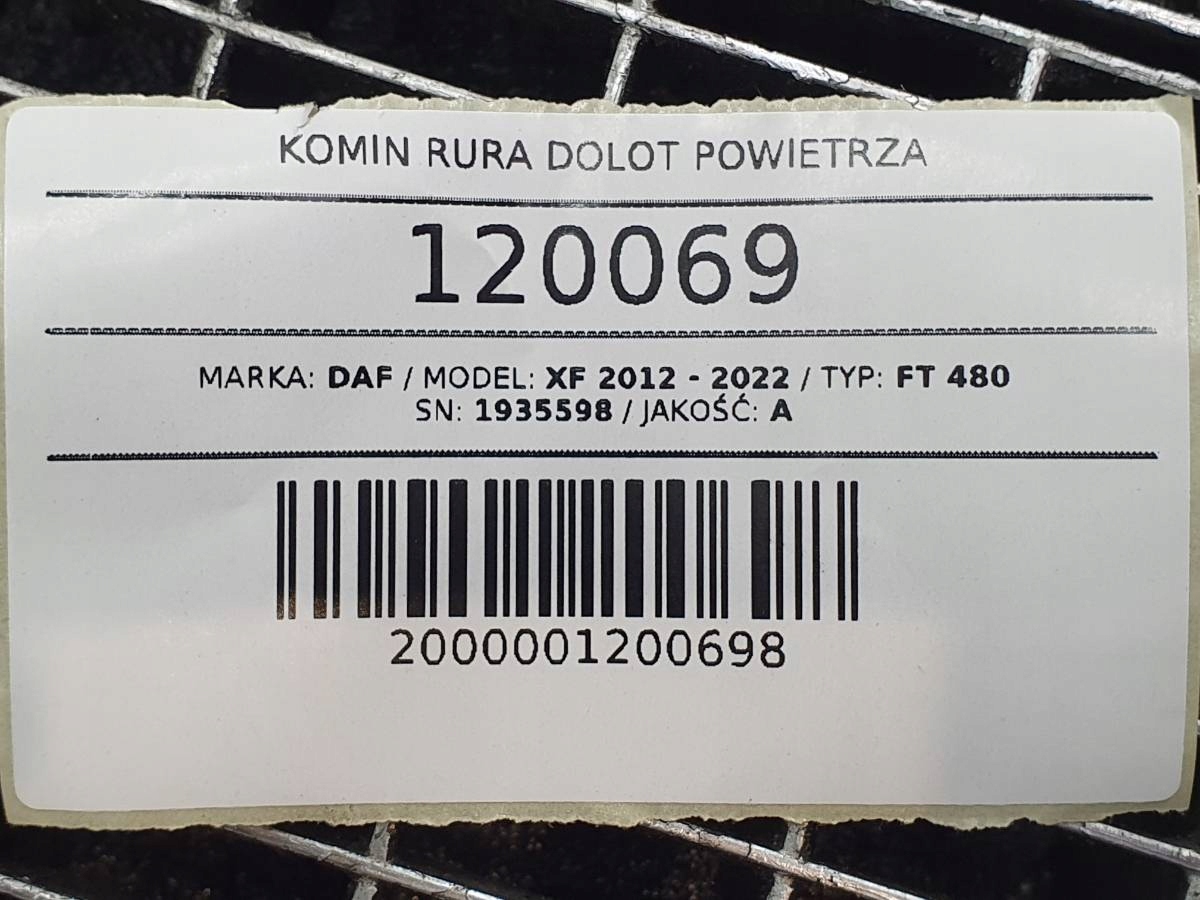 KOMIN RURA DOLOT POWIETRZA
120069
MARKA: DAF / MODEL: XF 2012 - 2022 / TYP: FT 480
SN: 1935598 / JAKOŚĆ: A
2000001200698